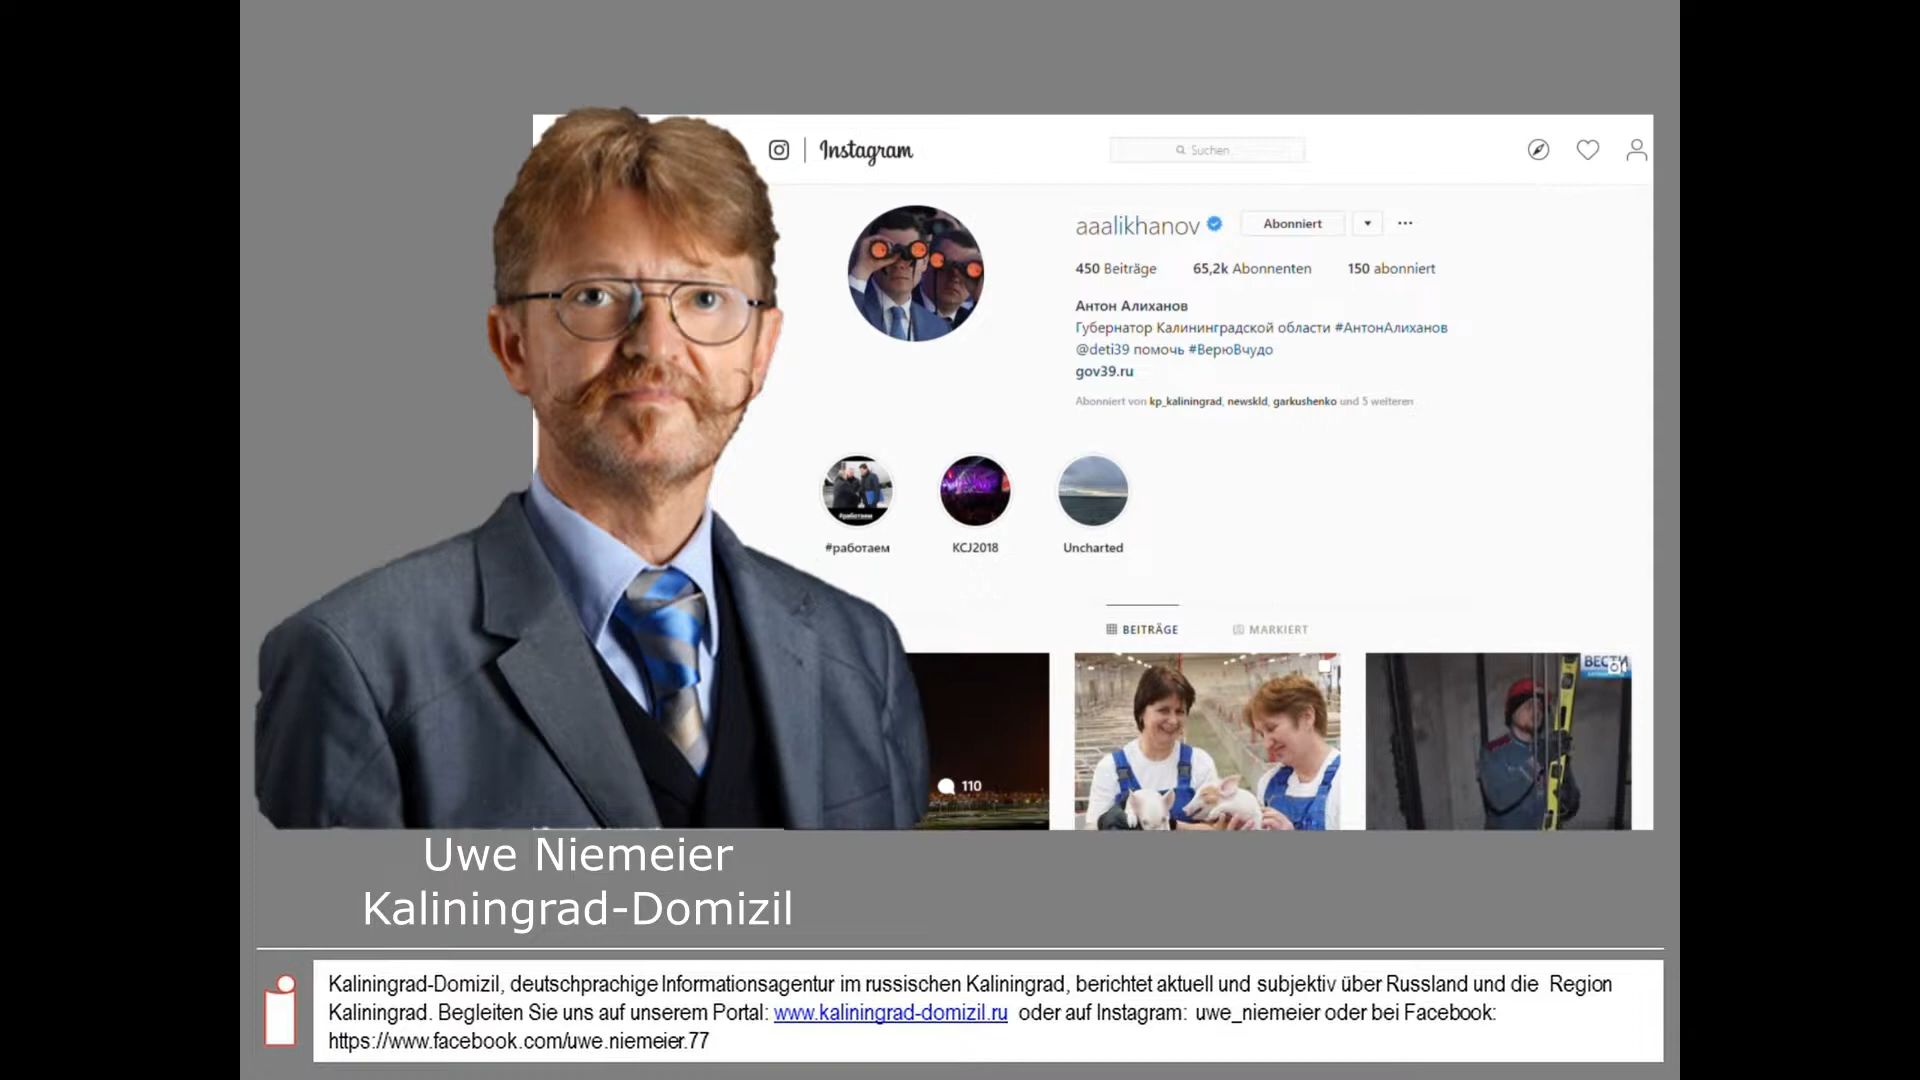 Instagram
Suchen
aaalikhanov Abonniert
450 Beiträge 65,2k Abonnenten 150 abonniert
Антон Алиханов
Губернатор Калининградской области #АнтонАлиханов
@deti39 помочь #ВерюВчудо
gov39.ru
Abonniert von kp_kaliningrad, newskld, garkushenko und 5 weiteren
#работаем
#работаем KCJ2018 Uncharted
BEITRÄGE MARKIERT
ВЕСТИ
110
Uwe Niemeier
Kaliningrad-Domizil
Kaliningrad-Domizil, deutschprachige Informationsagentur im russischen Kaliningrad, berichtet aktuell und subjektiv über Russland und die Region
Kaliningrad. Begleiten Sie uns auf unserem Portal: www.kaliningrad-domizil.ru oder auf Instagram: uwe_niemeier oder bei Facebook:
https://www.facebook.com/uwe.niemeier.77